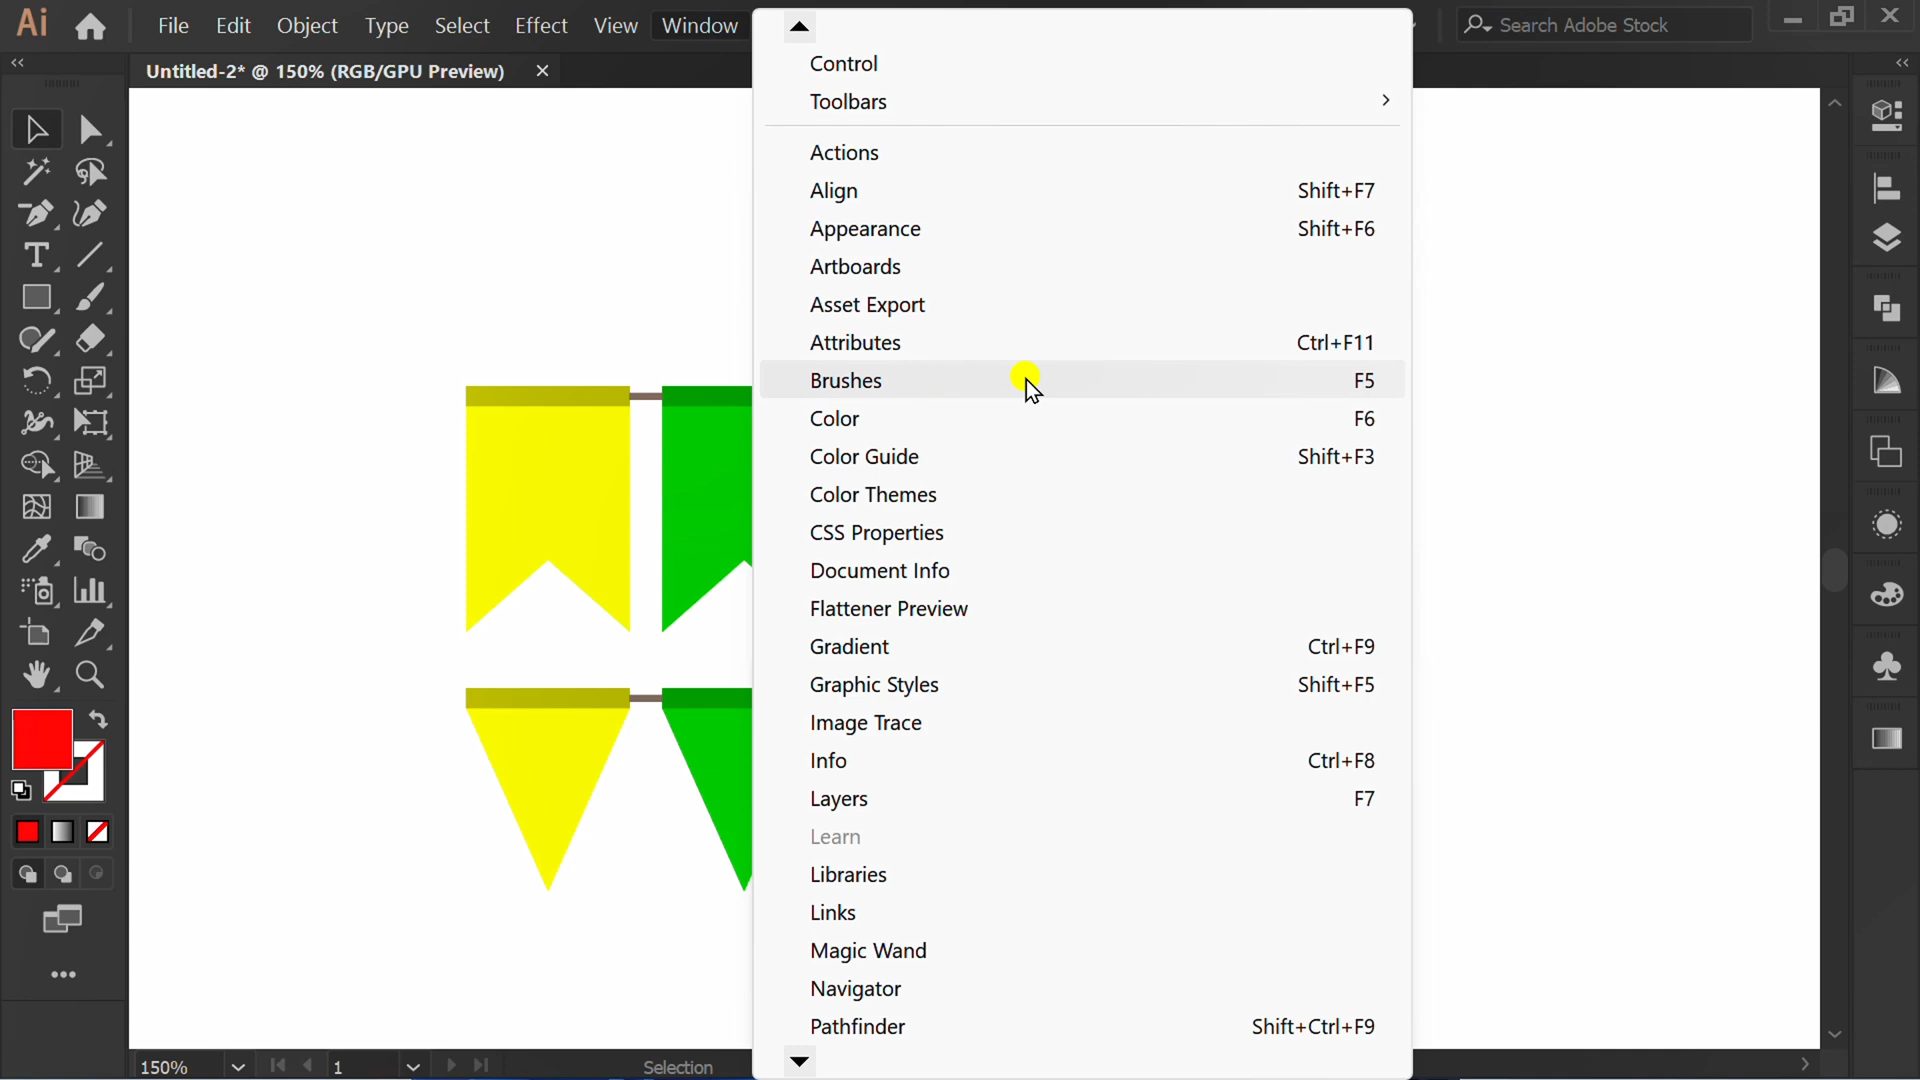 Ai File Edit Object Type Select Effect View Window Search Adobe Stock
Untitled-2* @ 150% (RGB/GPU Preview)
Control
Toolbars
Actions
Align Shift+F7
Appearance Shift+F6
Artboards
Asset Export
Attributes Ctrl+F11
Brushes F5
Color F6
Color Guide Shift+F3
Color Themes
CSS Properties
Document Info
Flattener Preview
Gradient Ctrl+F9
Graphic Styles Shift+F5
Image Trace
Info Ctrl+F8
Layers F7
Learn
Libraries
Links
Magic Wand
Navigator
Pathfinder Shift+Ctrl+F9
150% 1 Selection